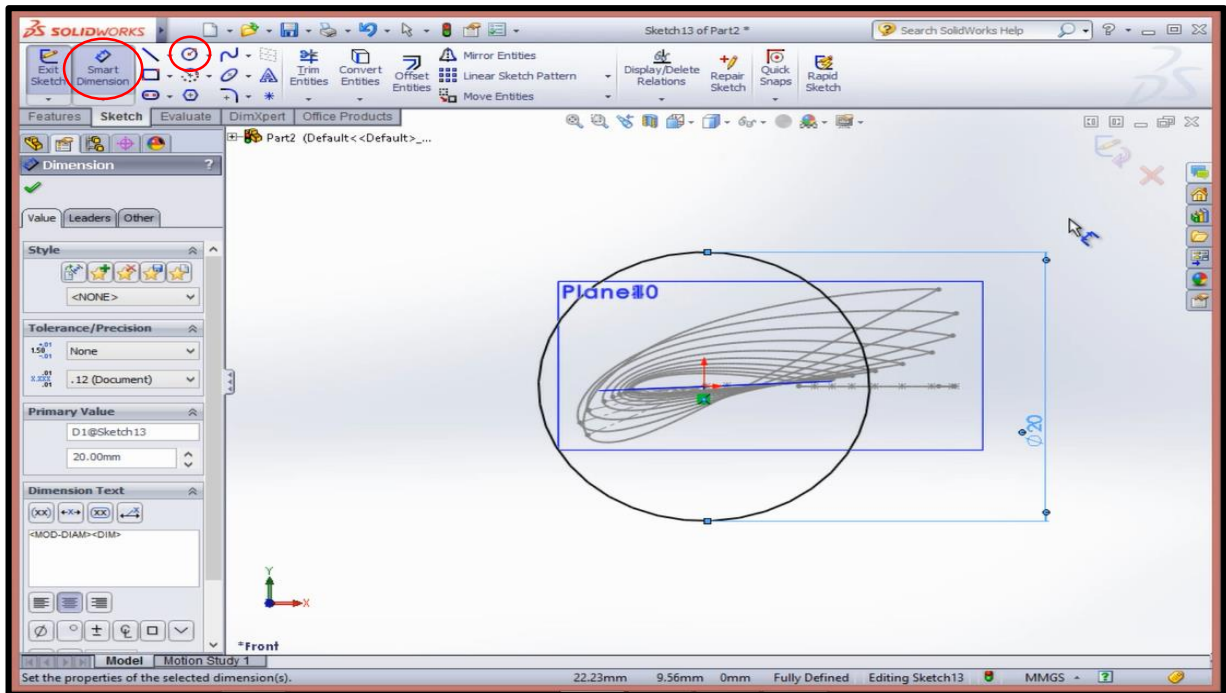 SOLIDWORKS
Sketch13 of Part2 *
Search SolidWorks Help
Exit Sketch
Smart Dimension
Trim Entities
Convert Entities
Offset Entities
Mirror Entities
Linear Sketch Pattern
Move Entities
Display/Delete Relations
Repair Sketch
Quick Snaps
Rapid Sketch
Features Sketch Evaluate DimXpert Office Products
Part2 (Default<<Default>_...
Dimension ?
Value Leaders Other
Style
<NONE>
Tolerance/Precision
None
.12 (Document)
Primary Value
D1@Sketch13
20.00mm
Dimension Text
<MOD-DIAM><DIM>
Ø20
Y
X
*Front
Model Motion Study 1
Set the properties of the selected dimension(s).
22.23mm 9.56mm 0mm Fully Defined Editing Sketch13 MMGS